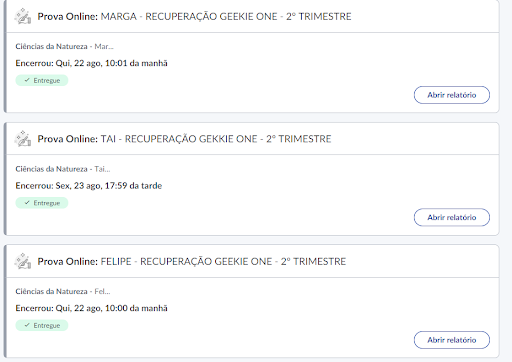 Prova Online: MARGA - RECUPERAÇÃO GEEKIE ONE - 2° TRIMESTRE
Ciências da Natureza - Mar...
Encerrou: Qui, 22 ago, 10:01 da manhã
Entregue
Abrir relatório
Prova Online: TAI - RECUPERAÇÃO GEKKIE ONE - 2° TRIMESTRE
Ciências da Natureza - Tai...
Encerrou: Sex, 23 ago, 17:59 da tarde
Entregue
Abrir relatório
Prova Online: FELIPE - RECUPERAÇÃO GEEKIE ONE - 2° TRIMESTRE
Ciências da Natureza - Fel...
Encerrou: Qui, 22 ago, 10:00 da manhã
Entregue
Abrir relatório